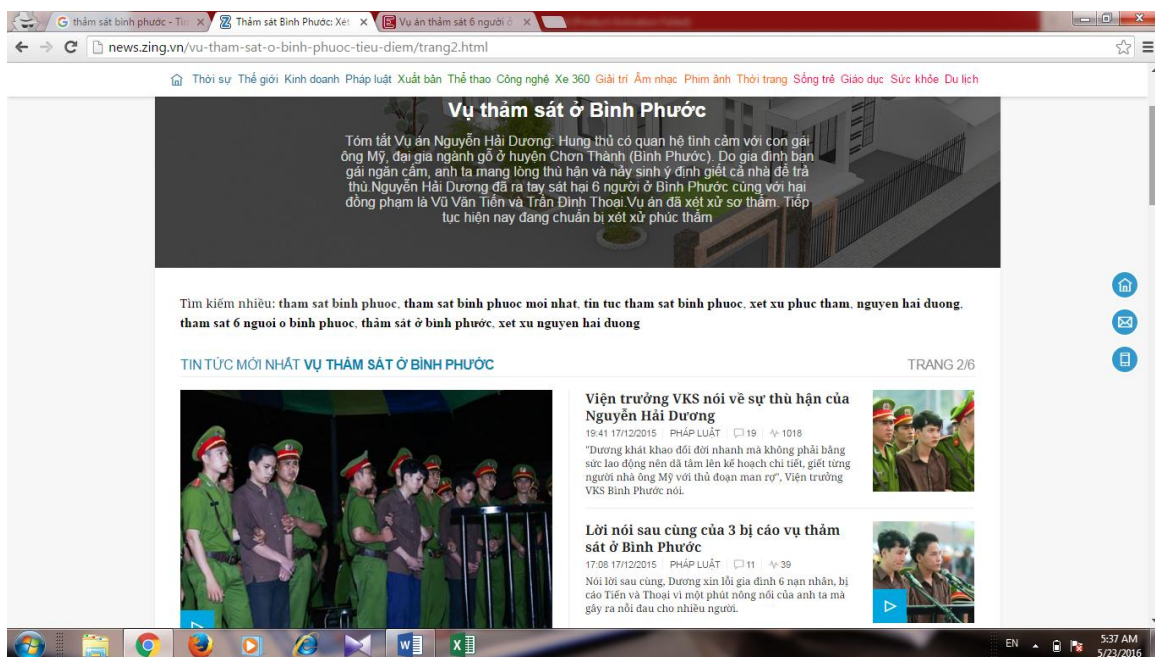 thảm sát bình phước - Tìn
Thảm sát Bình Phước: Xét
Vụ án thảm sát 6 người ở
(Product Activation Failed)
news.zing.vn/vu-tham-sat-o-binh-phuoc-tieu-diem/trang2.html
Thời sự Thế giới Kinh doanh Pháp luật Xuất bản Thể thao Công nghệ Xe 360 Giải trí Âm nhạc Phim ảnh Thời trang Sống trẻ Giáo dục Sức khỏe Du lịch
Vụ thảm sát ở Bình Phước
Tóm tắt Vụ án Nguyễn Hải Dương: Hung thủ có quan hệ tình cảm với con gái
ông Mỹ, đại gia ngành gỗ ở huyện Chơn Thành (Bình Phước). Do gia đình bạn
gái ngăn cấm, anh ta mang lòng thù hận và nảy sinh ý định giết cả nhà để trả
thù.Nguyễn Hải Dương đã ra tay sát hại 6 người ở Bình Phước cùng với hai
đồng phạm là Vũ Văn Tiến và Trần Đình Thoại.Vụ án đã xét xử sơ thẩm. Tiếp
tục hiện nay đang chuẩn bị xét xử phúc thẩm
Tìm kiếm nhiều: tham sat binh phuoc, tham sat binh phuoc moi nhat, tin tuc tham sat binh phuoc, xet xu phuc tham, nguyen hai duong,
tham sat 6 nguoi o binh phuoc, thảm sát ở bình phước, xet xu nguyen hai duong
TIN TỨC MỚI NHẤT VỤ THẢM SÁT Ở BÌNH PHƯỚC
TRANG 2/6
Viện trưởng VKS nói về sự thù hận của
Nguyễn Hải Dương
19:41 17/12/2015 PHÁP LUẬT 19 1018
"Dương khát khao đổi đời nhanh mà không phải bằng
sức lao động nên dã tâm lên kế hoạch chi tiết, giết từng
người nhà ông Mỹ với thủ đoạn man rợ", Viện trưởng
VKS Bình Phước nói.
Lời nói sau cùng của 3 bị cáo vụ thảm
sát ở Bình Phước
17:08 17/12/2015 PHÁP LUẬT 11 39
Nói lời sau cùng, Dương xin lỗi gia đình 6 nạn nhân, bị
cáo Tiến và Thoại vì một phút nông nổi của anh ta mà
gây ra nỗi đau cho nhiều người.
EN
5:37 AM
5/23/2016